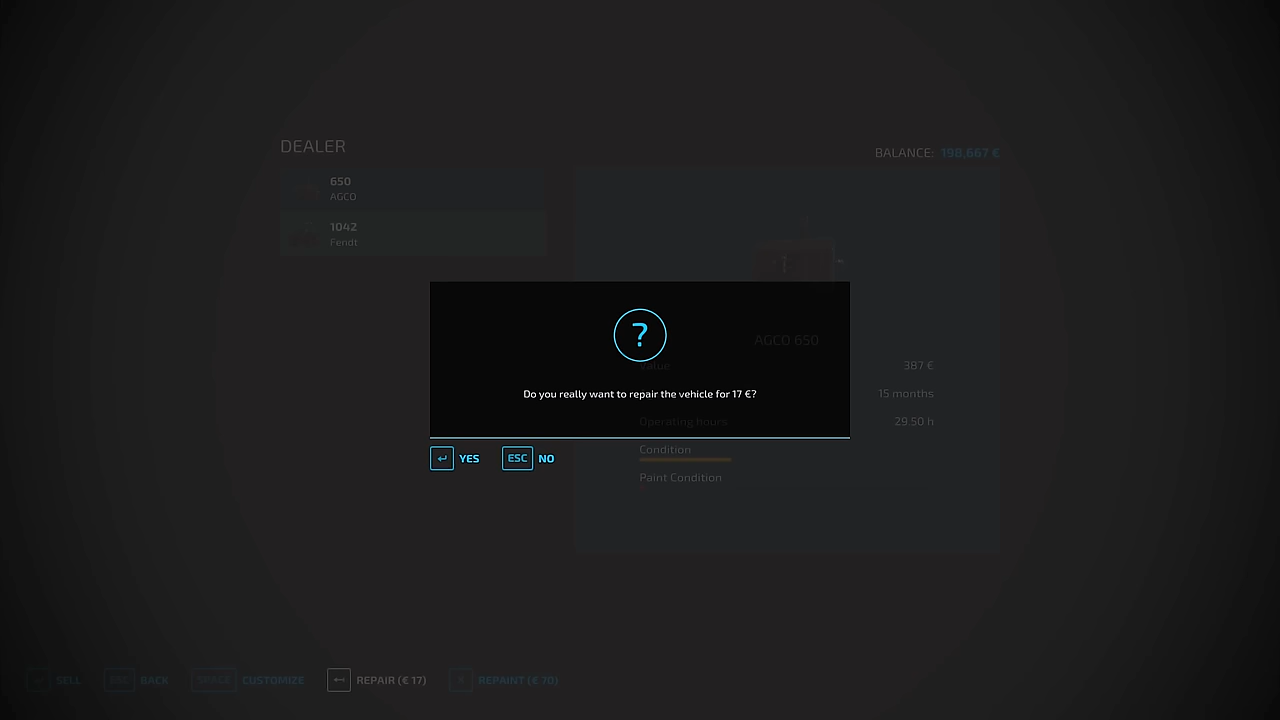 DEALER
BALANCE: 198,667 €
650
AGCO
1042
Fendt
?
AGCO 650
Value 387 €
Do you really want to repair the vehicle for 17 €?
15 months
Operating hours 29.50 h
Condition
YES ESC NO
Paint Condition
SELL ESC BACK SPACE CUSTOMIZE REPAIR (€ 17) REPAINT (€ 70)